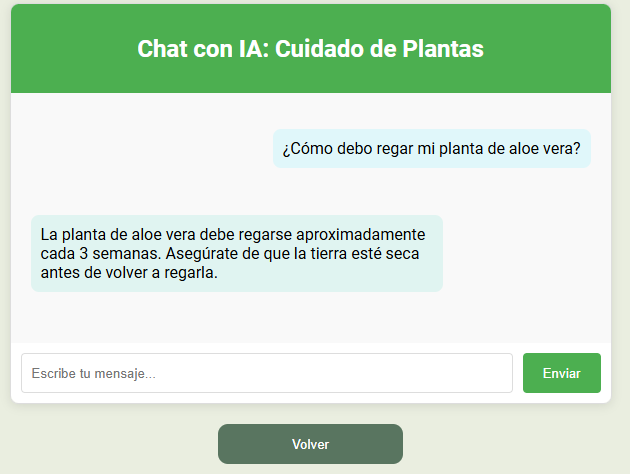 Chat con IA: Cuidado de Plantas
¿Cómo debo regar mi planta de aloe vera?
La planta de aloe vera debe regarse aproximadamente
cada 3 semanas. Asegúrate de que la tierra esté seca
antes de volver a regarla.
Escribe tu mensaje...
Enviar
Volver